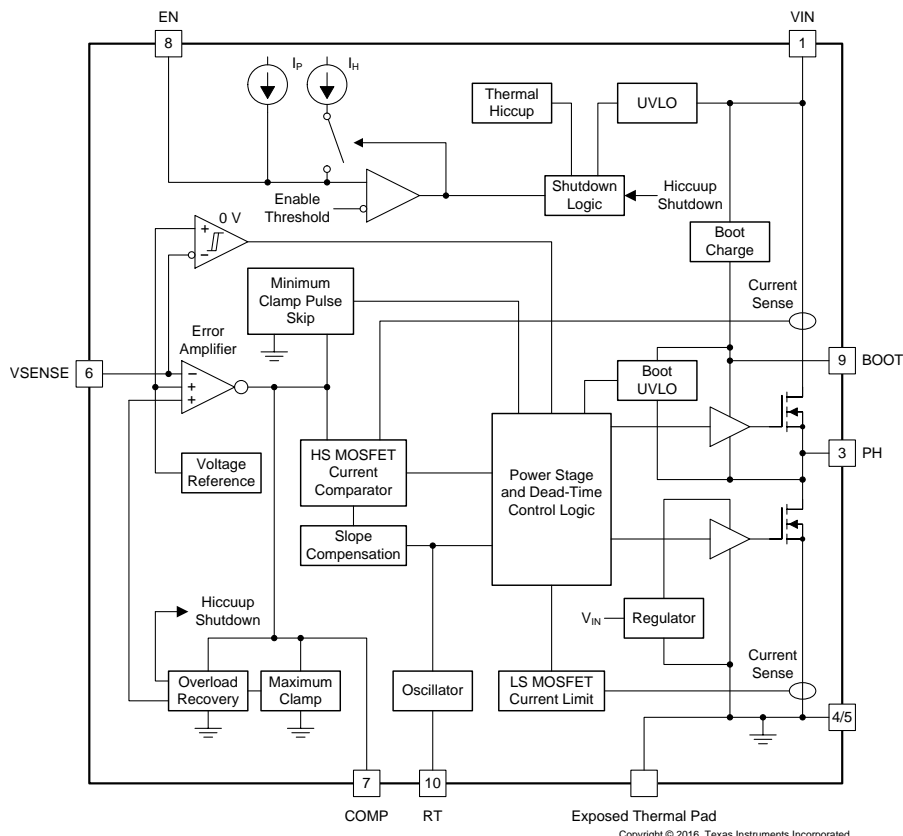 EN
VIN
8
1
IP
IH
Thermal
Hiccup
UVLO
Enable
Threshold
Shutdown
Logic
Hiccuup
Shutdown
0 V
+
−
Boot
Charge
Minimum
Clamp Pulse
Skip
Current
Sense
Error
Amplifier
VSENSE
6
−
+
+
9
BOOT
Boot
UVLO
Voltage
Reference
HS MOSFET
Current
Comparator
Power Stage
and Dead-Time
Control Logic
3
PH
Slope
Compensation
Hiccuup
Shutdown
VIN
Regulator
Overload
Recovery
Maximum
Clamp
Oscillator
LS MOSFET
Current Limit
Current
Sense
4/5
7
10
COMP
RT
Exposed Thermal Pad
Copyright © 2016, Texas Instruments Incorporated